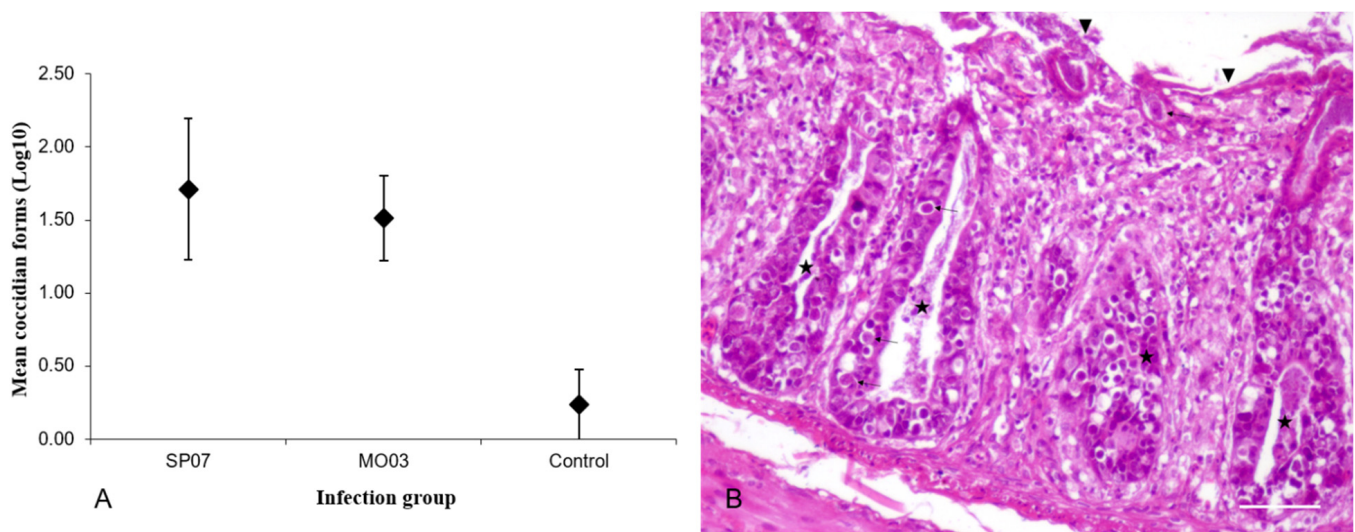 Mean coccidian forms (Log10)
2.50
2.00
1.50
1.00
0.50
0.00
SP07
MO03
Control
Infection group
A
B